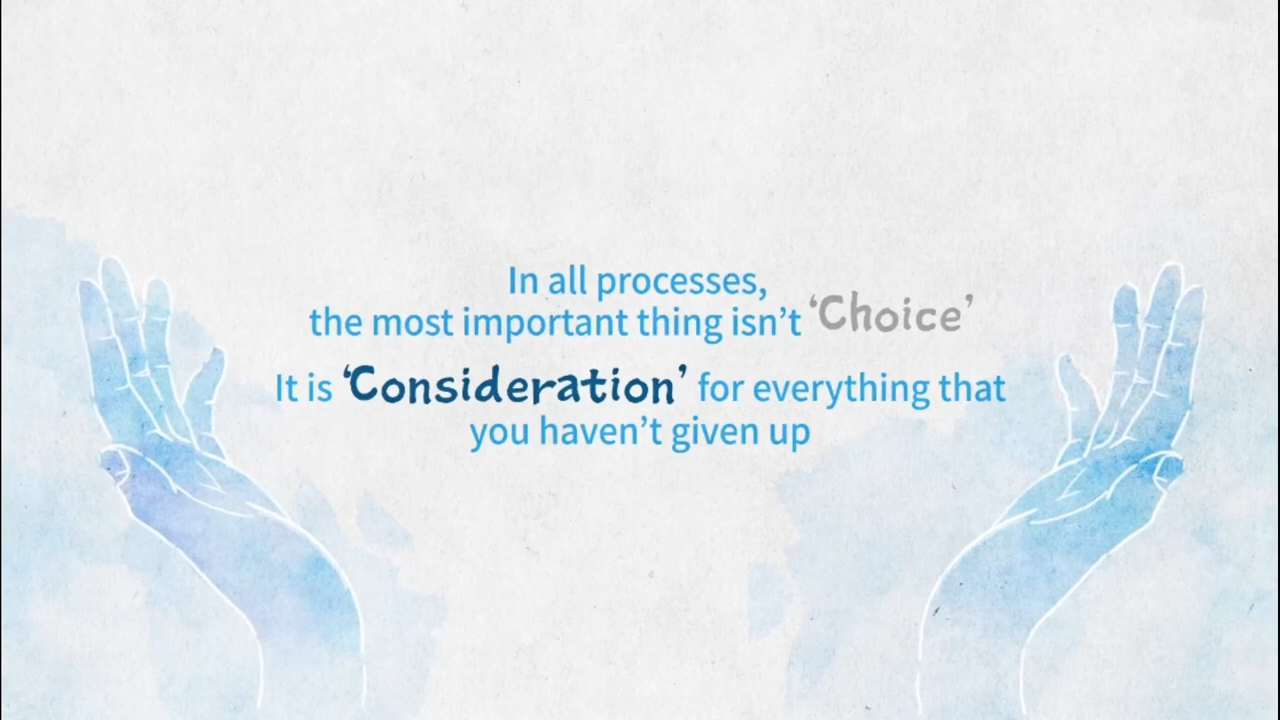 In all processes,
the most important thing isn’t ‘Choice’
It is ‘Consideration’ for everything that
you haven’t given up